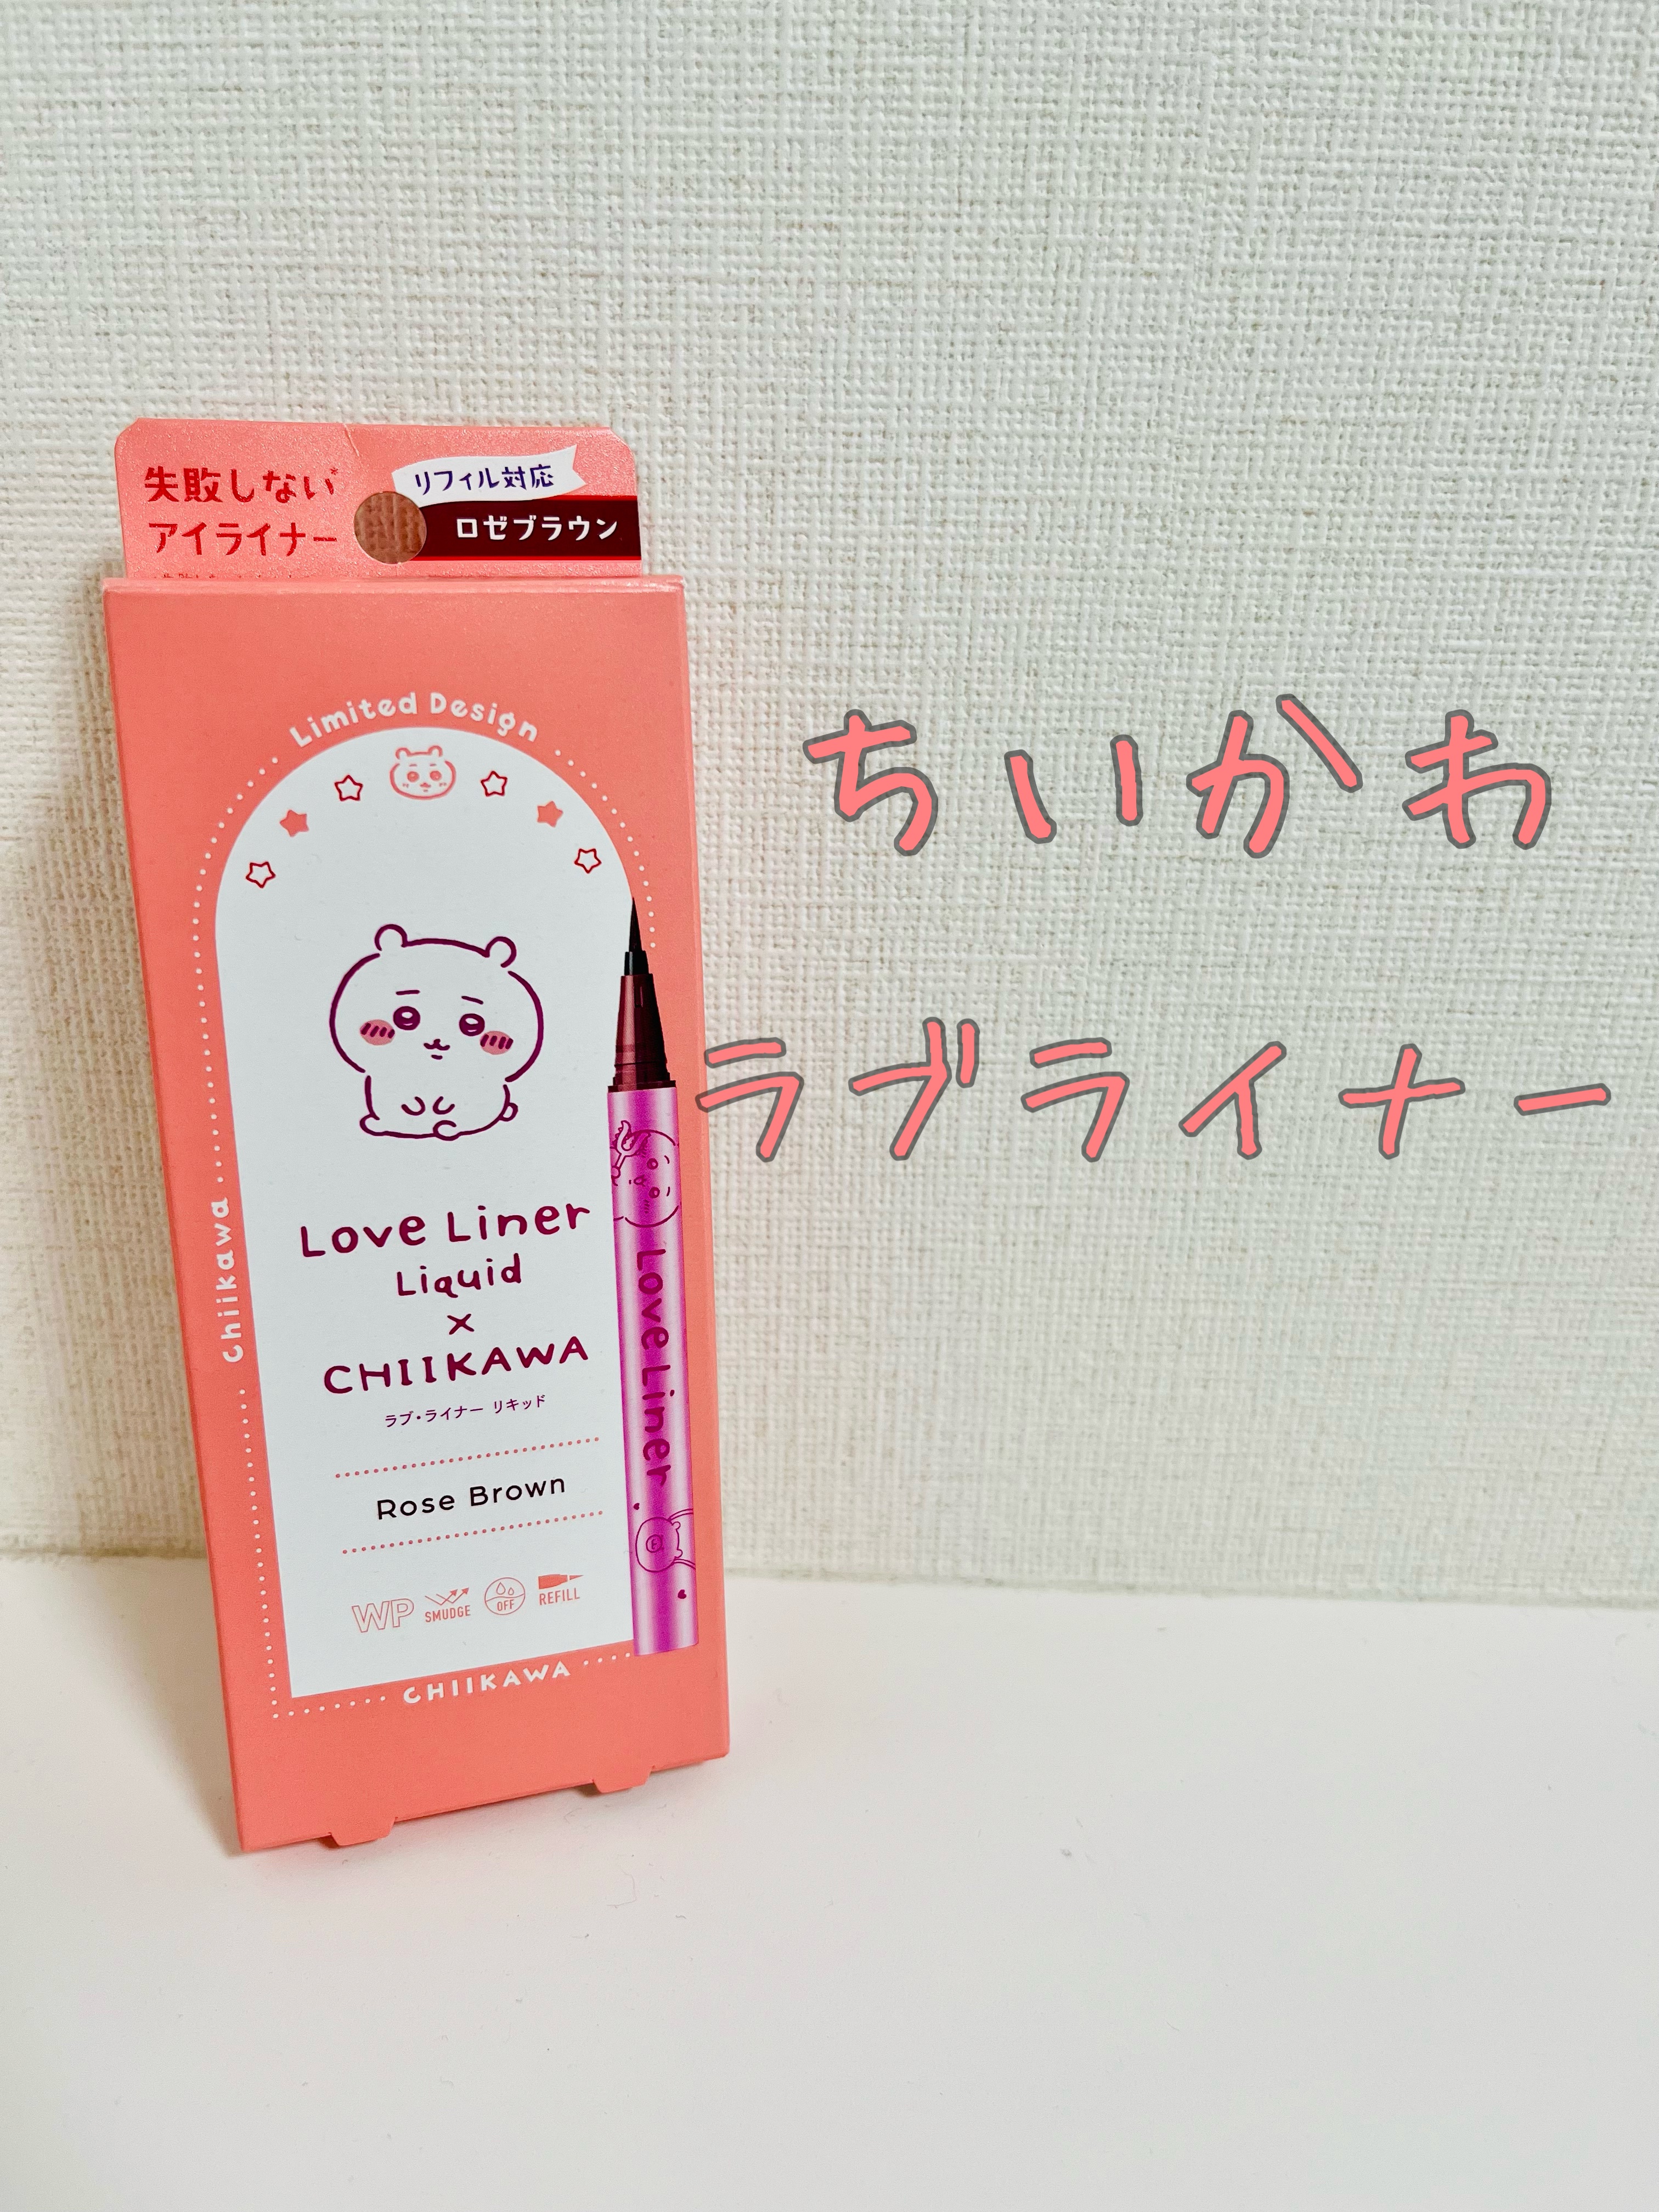 失敗しない*
アイライナー
リフィル対応
ロゼブラウン
Limited Design
Chiikawa
Love Liner
Liquid
×
CHIIKAWA
ラブ・ライナー リキッド
Rose Brown
WP
SMUDGE
OFF
REFILL
CHIIKAWA
Love Liner
ちいかわ
ラブライナー